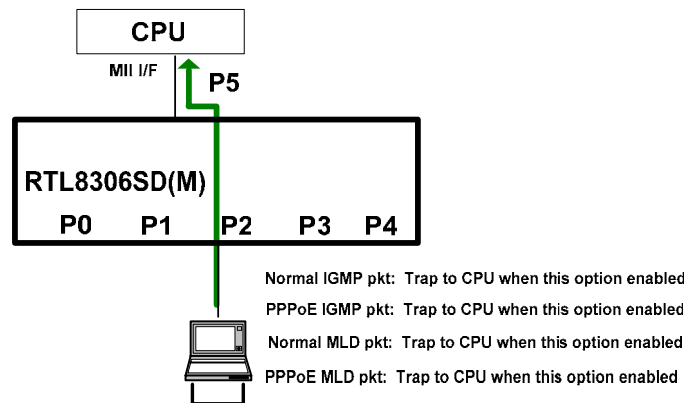 CPU
MII I/F
P5
RTL8306SD(M)
P0 P1 P2 P3 P4
Normal IGMP pkt: Trap to CPU when this option enabled
PPPoE IGMP pkt: Trap to CPU when this option enabled
Normal MLD pkt: Trap to CPU when this option enabled
PPPoE MLD pkt: Trap to CPU when this option enabled